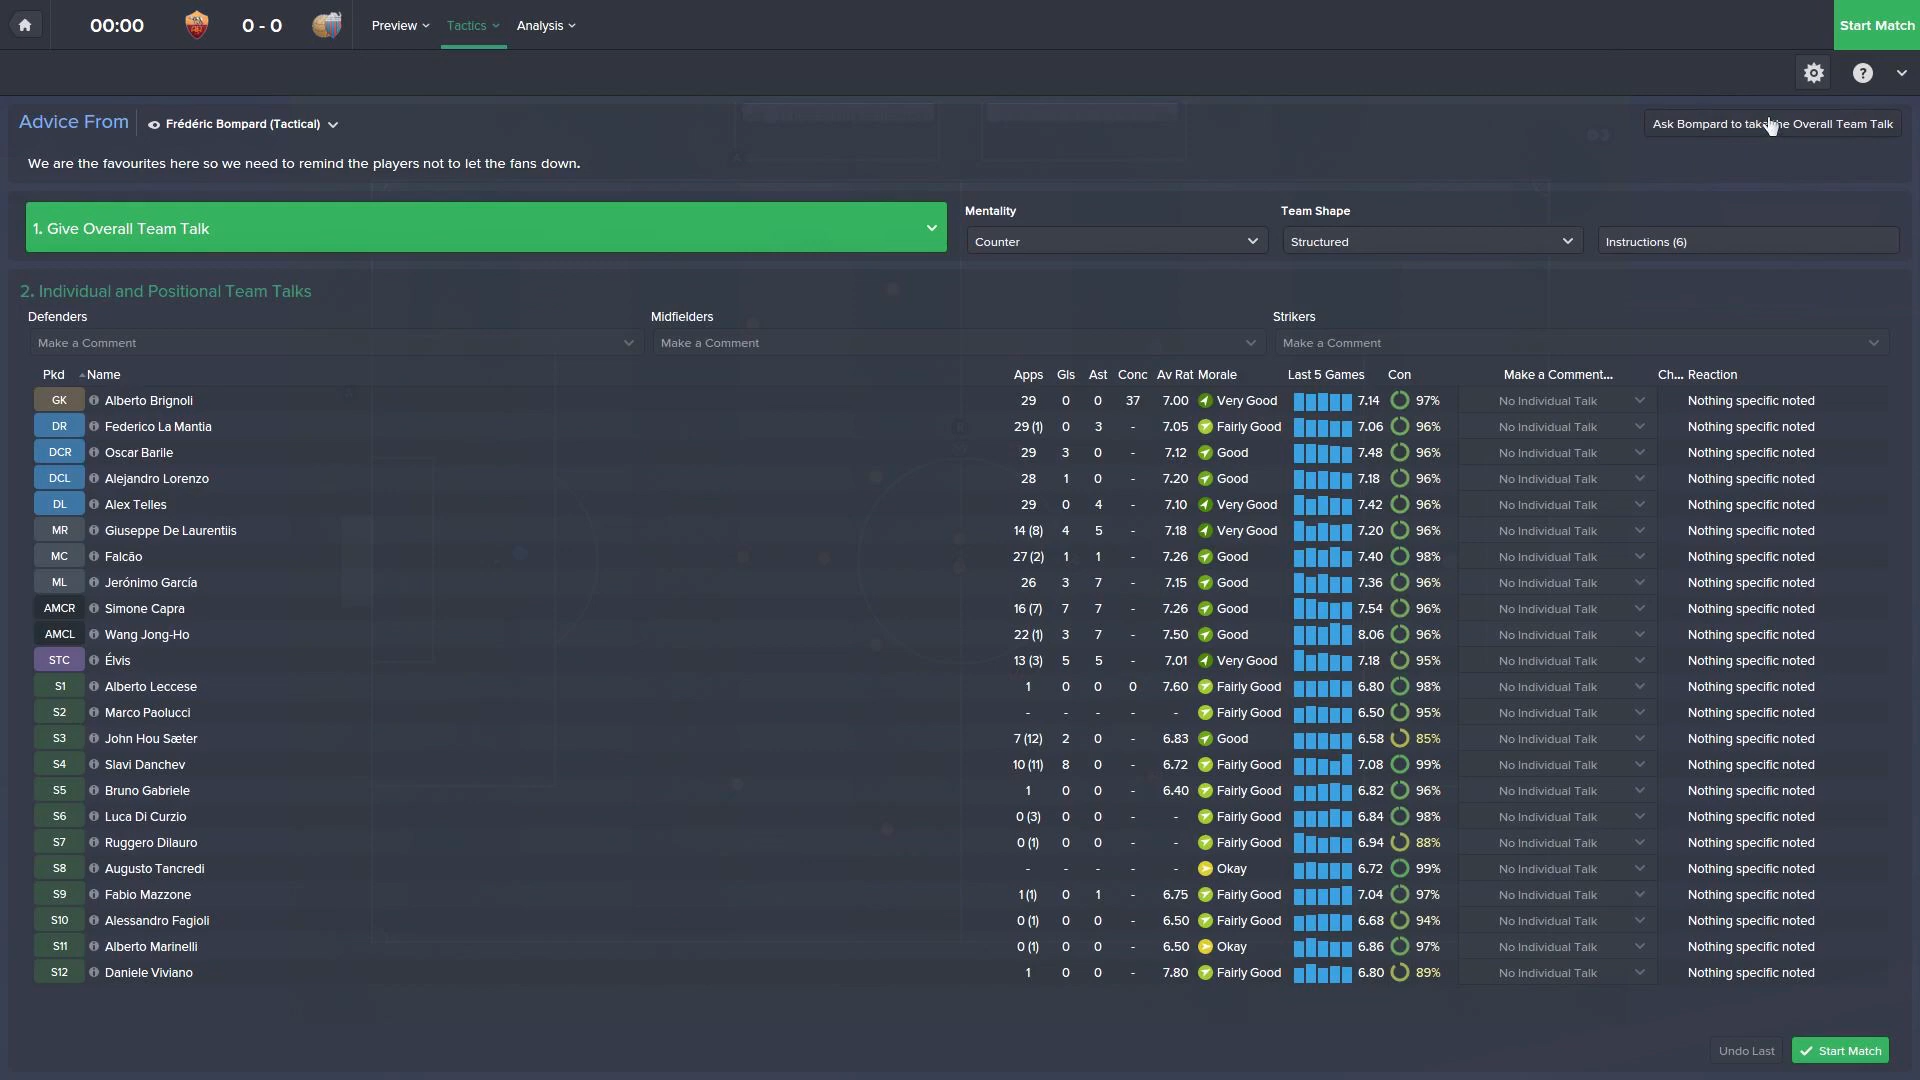 00:00 0 - 0 Preview Tactics Analysis Start Match
?
Advice From Frédéric Bompard (Tactical) Ask Bompard to take the Overall Team Talk
We are the favourites here so we need to remind the players not to let the fans down.
Mentality Team Shape
1. Give Overall Team Talk Counter Structured Instructions (6)
2. Individual and Positional Team Talks
Defenders Midfielders Strikers
Make a Comment Make a Comment Make a Comment
Pkd Name Apps Gls Ast Conc Av Rat Morale Last 5 Games Con Make a Comment... Ch... Reaction
GK Alberto Brignoli 29 0 0 37 7.00 Very Good 7.14 97% No Individual Talk Nothing specific noted
DR Federico La Mantia 29 (1) 0 3 - 7.05 Fairly Good 7.06 96% No Individual Talk Nothing specific noted
DCR Oscar Barile 29 3 0 - 7.12 Good 7.48 96% No Individual Talk Nothing specific noted
DCL Alejandro Lorenzo 28 1 0 - 7.20 Good 7.18 96% No Individual Talk Nothing specific noted
DL Alex Telles 29 0 4 - 7.10 Very Good 7.42 96% No Individual Talk Nothing specific noted
MR Giuseppe De Laurentiis 14 (8) 4 5 - 7.18 Very Good 7.20 96% No Individual Talk Nothing specific noted
MC Falcão 27 (2) 1 1 - 7.26 Good 7.40 98% No Individual Talk Nothing specific noted
ML Jerónimo García 26 3 7 - 7.15 Good 7.36 96% No Individual Talk Nothing specific noted
AMCR Simone Capra 16 (7) 7 7 - 7.26 Good 7.54 96% No Individual Talk Nothing specific noted
AMCL Wang Jong-Ho 22 (1) 3 7 - 7.50 Good 8.06 96% No Individual Talk Nothing specific noted
STC Élvis 13 (3) 5 5 - 7.01 Very Good 7.18 95% No Individual Talk Nothing specific noted
S1 Alberto Leccese 1 0 0 0 7.60 Fairly Good 6.80 98% No Individual Talk Nothing specific noted
S2 Marco Paolucci - - - - - Fairly Good 6.50 95% No Individual Talk Nothing specific noted
S3 John Hou Sæter 7 (12) 2 0 - 6.83 Good 6.58 85% No Individual Talk Nothing specific noted
S4 Slavi Danchev 10 (11) 8 0 - 6.72 Fairly Good 7.08 99% No Individual Talk Nothing specific noted
S5 Bruno Gabriele 1 0 0 - 6.40 Fairly Good 6.82 96% No Individual Talk Nothing specific noted
S6 Luca Di Curzio 0 (3) 0 0 - - Fairly Good 6.84 98% No Individual Talk Nothing specific noted
S7 Ruggero Dilauro 0 (1) 0 0 - - Fairly Good 6.94 88% No Individual Talk Nothing specific noted
S8 Augusto Tancredi - - - - - Okay 6.72 99% No Individual Talk Nothing specific noted
S9 Fabio Mazzone 1 (1) 0 1 - 6.75 Fairly Good 7.04 97% No Individual Talk Nothing specific noted
S10 Alessandro Fagioli 0 (1) 0 0 - 6.50 Fairly Good 6.68 94% No Individual Talk Nothing specific noted
S11 Alberto Marinelli 0 (1) 0 0 - 6.50 Okay 6.86 97% No Individual Talk Nothing specific noted
S12 Daniele Viviano 1 0 0 - 7.80 Fairly Good 6.80 89% No Individual Talk Nothing specific noted
Undo Last Start Match